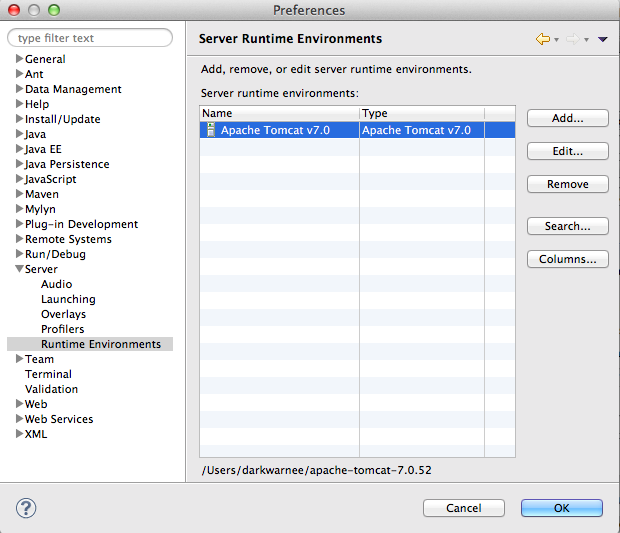 Preferences
type filter text
General
Ant
Data Management
Help
Install/Update
Java
Java EE
Java Persistence
JavaScript
Maven
Mylyn
Plug-in Development
Remote Systems
Run/Debug
Server
Audio
Launching
Overlays
Profilers
Runtime Environments
Team
Terminal
Validation
Web
Web Services
XML
Server Runtime Environments
Add, remove, or edit server runtime environments.
Server runtime environments:
Name Type
Apache Tomcat v7.0 Apache Tomcat v7.0
Add...
Edit...
Remove
Search...
Columns...
/Users/darkwarnee/apache-tomcat-7.0.52
?
Cancel OK